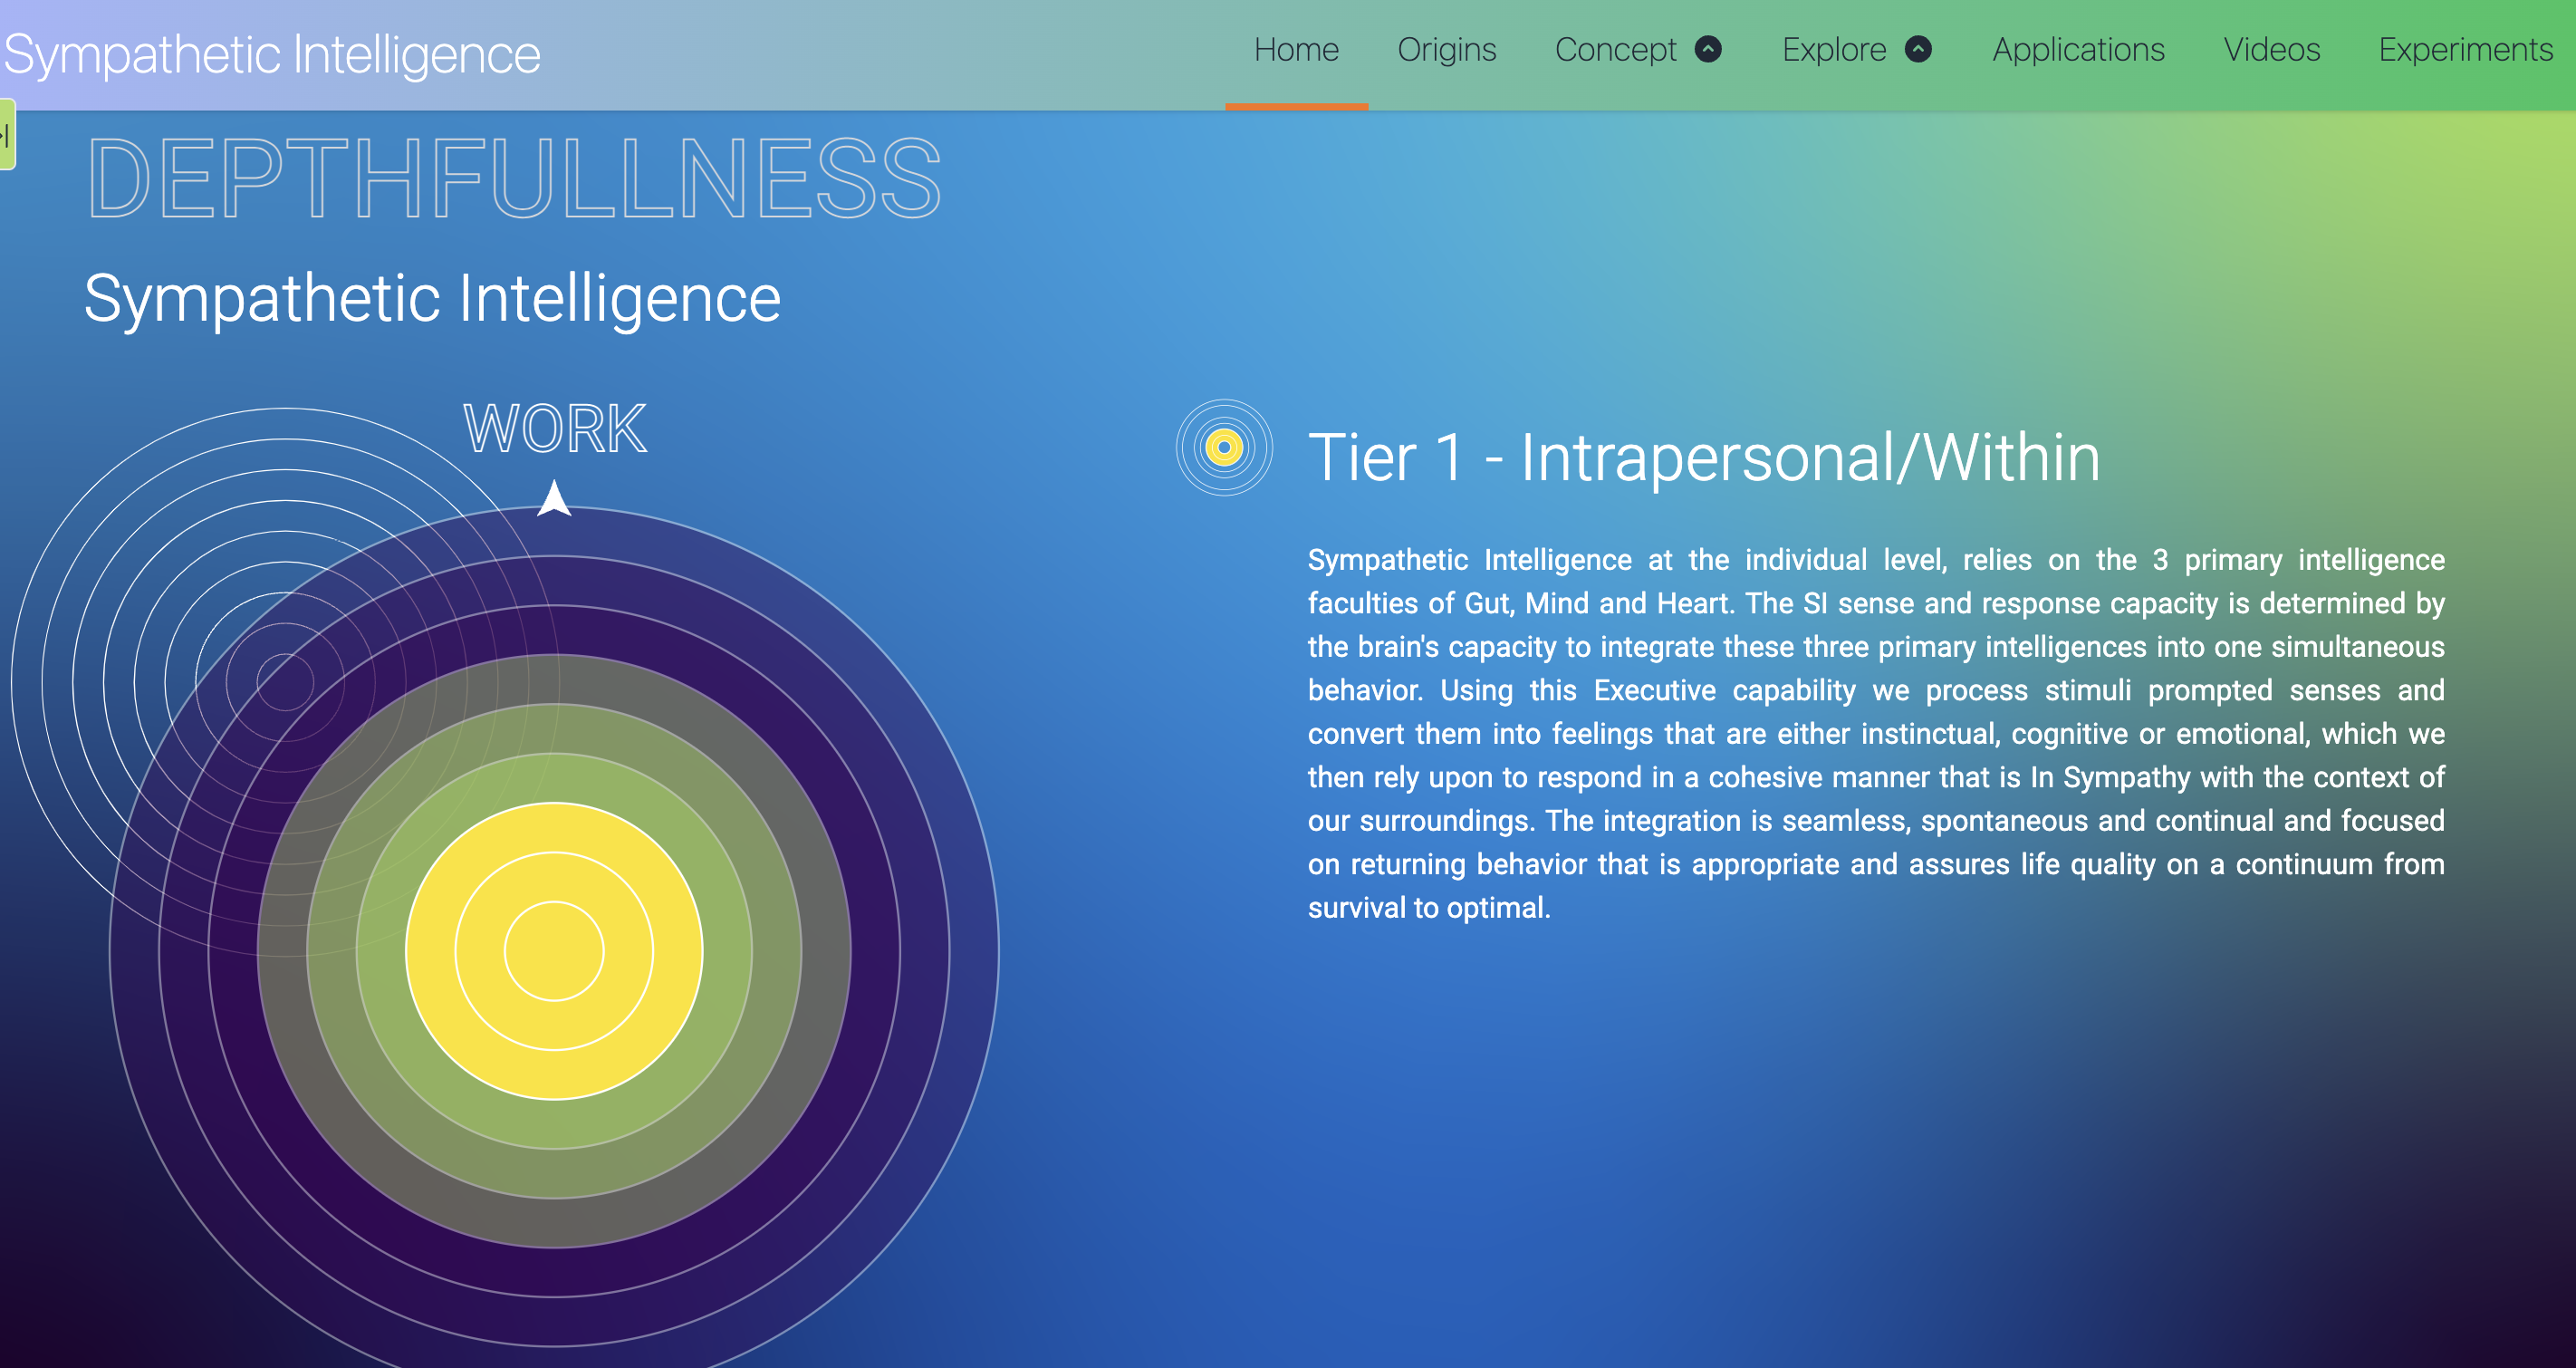 Sympathetic Intelligence
Home Origins Concept Explore Applications Videos Experiments
DEPTHFULLNESS
Sympathetic Intelligence
WORK
Tier 1 - Intrapersonal/Within
Sympathetic Intelligence at the individual level, relies on the 3 primary intelligence
faculties of Gut, Mind and Heart. The SI sense and response capacity is determined by
the brain's capacity to integrate these three primary intelligences into one simultaneous
behavior. Using this Executive capability we process stimuli prompted senses and
convert them into feelings that are either instinctual, cognitive or emotional, which we
then rely upon to respond in a cohesive manner that is In Sympathy with the context of
our surroundings. The integration is seamless, spontaneous and continual and focused
on returning behavior that is appropriate and assures life quality on a continuum from
survival to optimal.